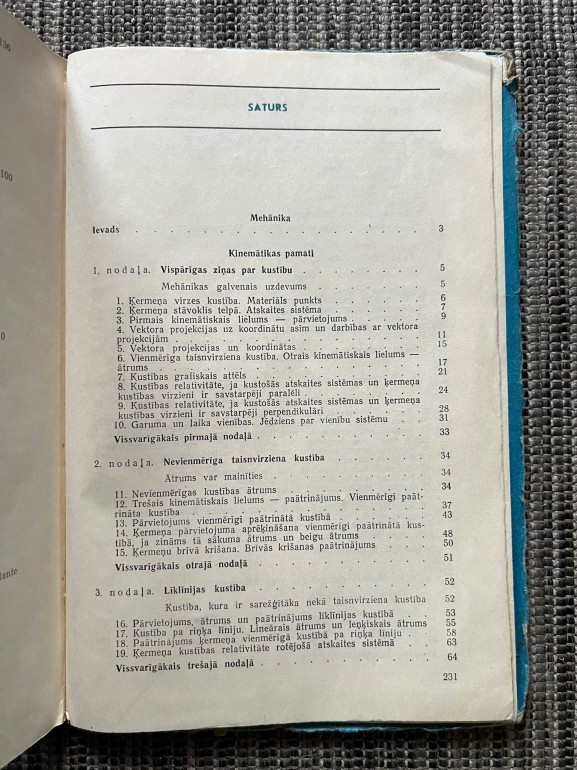 136
100
0
lante
SATURS
Mehānika
Ievads . . . . . . . . . . . . . . . . 3
Kinemātikas pamati
1. nodaļa. Vispārīgas ziņas par kustību . . . . . . . . 5
Mehānikas galvenais uzdevums . . . . . . . 5
1. Ķermeņa virzes kustība. Materiāls punkts . . . . . . 6
2. Ķermeņa stāvoklis telpā. Atskaites sistēma . . . . . . 7
3. Pirmais kinemātiskais lielums — pārvietojums . . . . . 9
4. Vektora projekcijas uz koordinātu asīm un darbības ar vektora
projekcijām . . . . . . . . . . . . . . 11
5. Vektora projekcijas un koordinātas . . . . . . . 15
6. Vienmērīga taisnvirziena kustība. Otrais kinemātiskais lielums —
ātrums . . . . . . . . . . . . . . . 17
7. Kustības grafiskais attēls . . . . . . . . . . 21
8. Kustības relativitāte, ja kustošās atskaites sistēmas un ķermeņa
kustības virzieni ir savstarpēji paralēli . . . . . . . 24
9. Kustības relativitāte, ja kustošās atskaites sistēmas un ķermeņa
kustības virzieni ir savstarpēji perpendikulāri . . . . . 28
10. Garuma un laika vienības. Jēdziens par vienību sistēmu . . 31
Vissvarīgākais pirmajā nodaļā . . . . . . . . . . 33
2. nodaļa. Nevienmērīga taisnvirziena kustība . . . . . . 34
Ātrums var mainīties . . . . . . . . . 34
11. Nevienmērīgas kustības ātrums . . . . . . . . 34
12. Trešais kinemātiskais lielums — paātrinājums. Vienmērīgi paāt-
rināta kustība . . . . . . . . . . . . . 37
13. Pārvietojums vienmērīgi paātrinātā kustībā . . . . . . 43
14. Ķermeņa pārvietojuma aprēķināšana vienmērīgi paātrinātā kus-
tībā, ja zināms tā sākuma ātrums un beigu ātrums . . . . 48
15. Ķermeņu brīvā krišana. Brīvās krišanas paātrinājums . . . 50
Vissvarīgākais otrajā nodaļā . . . . . . . . . . 51
3. nodaļa. Līklīnijas kustība . . . . . . . . . . 52
Kustība, kura ir sarežģītāka nekā taisnvirziena kustība 52
16. Pārvietojums, ātrums un paātrinājums līklīnijas kustībā . . 53
17. Kustība pa riņķa līniju. Lineārais ātrums un leņķiskais ātrums 55
18. Paātrinājums ķermeņa vienmērīgā kustībā pa riņķa līniju . . 58
19. Ķermeņa kustības relativitāte rotējošā atskaites sistēmā . . 63
Vissvarīgākais trešajā nodaļā . . . . . . . . . . 64
231